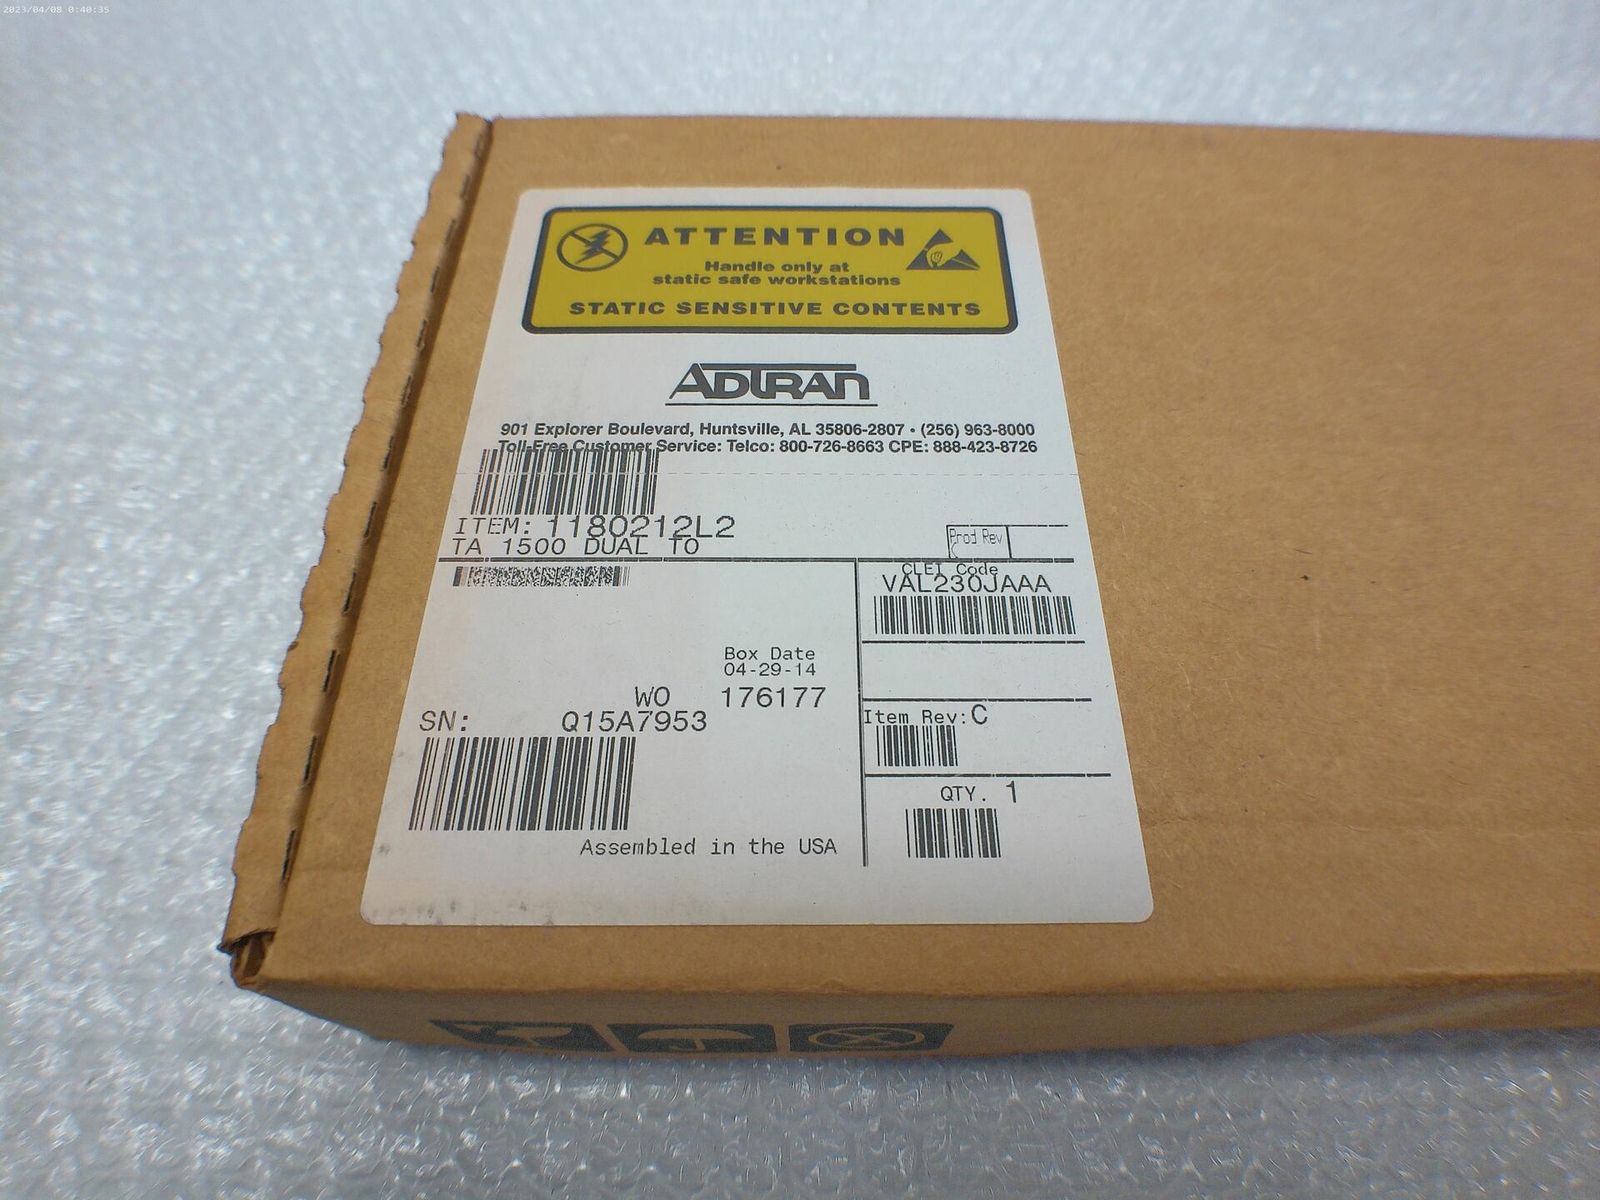 2023/04/08 0:40:35
ATTENTION
Handle only at
static safe workstations
STATIC SENSITIVE CONTENTS
ADTRAN
901 Explorer Boulevard, Huntsville, AL 35806-2807 • (256) 963-8000
Toll-Free Customer Service: Telco: 800-726-8663 CPE: 888-423-8726
ITEM: 1180212L2
TA 1500 DUAL TO
Prod Rev
C
CLEI Code
VAL230JAAA
Box Date
04-29-14
WO 176177
SN: Q15A7953
Item Rev: C
QTY. 1
Assembled in the USA